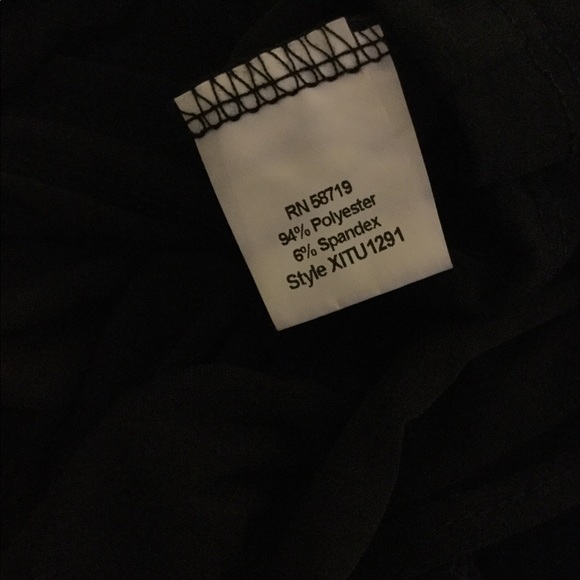 RN 58719
94% Polyester
6% Spandex
Style XITU1291